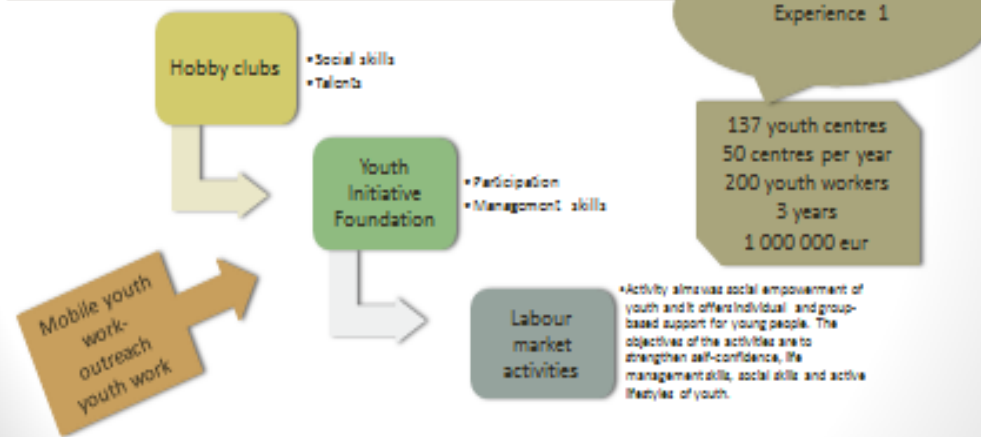 Experience 1
Hobby clubs
•Social skills
•Talents
137 youth centres
50 centres per year
200 youth workers
3 years
1 000 000 eur
Youth
Initiative
Foundation
•Participation
•Management skills
Mobile youth
work-
outreach
youth work
Labour
market
activities
•Activity aims was social empowerment of
youth and it offers individual and group-
based support for young people. The
objectives of the activities are to
strengthen self-confidence, life
management skills, social skills and active
lifestyles of youth.